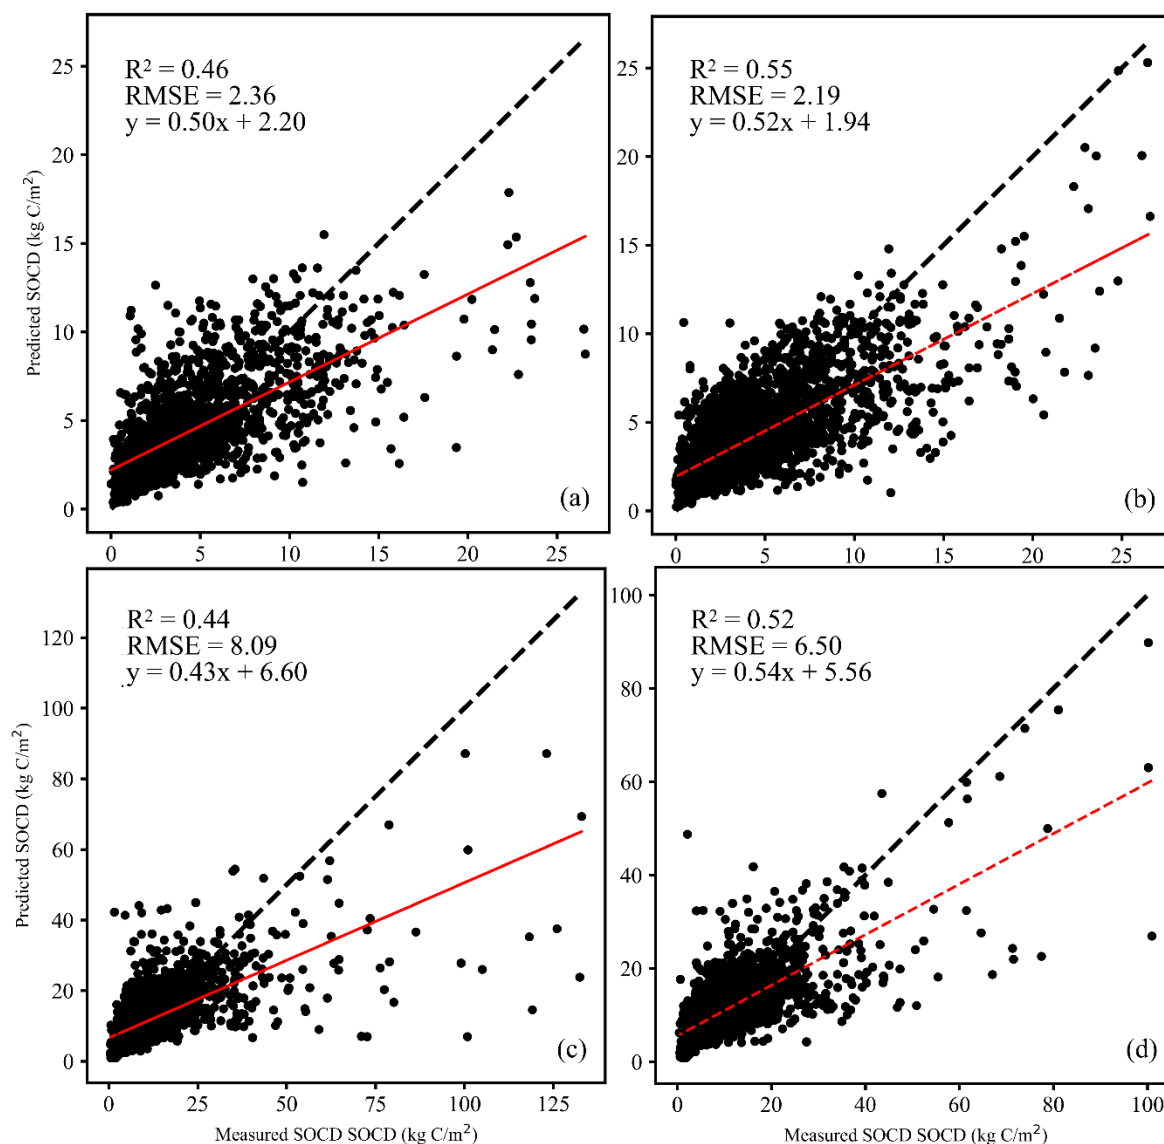 R² = 0.46
RMSE = 2.36
y = 0.50x + 2.20
25
20
15
10
5
0
Predicted SOCD (kg C/m²)
(a)
0 5 10 15 20 25
R² = 0.55
RMSE = 2.19
y = 0.52x + 1.94
25
20
15
10
5
0
(b)
0 5 10 15 20 25
R² = 0.44
RMSE = 8.09
y = 0.43x + 6.60
120
100
80
60
40
20
0
Predicted SOCD (kg C/m²)
(c)
0 25 50 75 100 125
Measured SOCD SOCD (kg C/m²)
R² = 0.52
RMSE = 6.50
y = 0.54x + 5.56
100
80
60
40
20
0
(d)
0 20 40 60 80 100
Measured SOCD SOCD (kg C/m²)